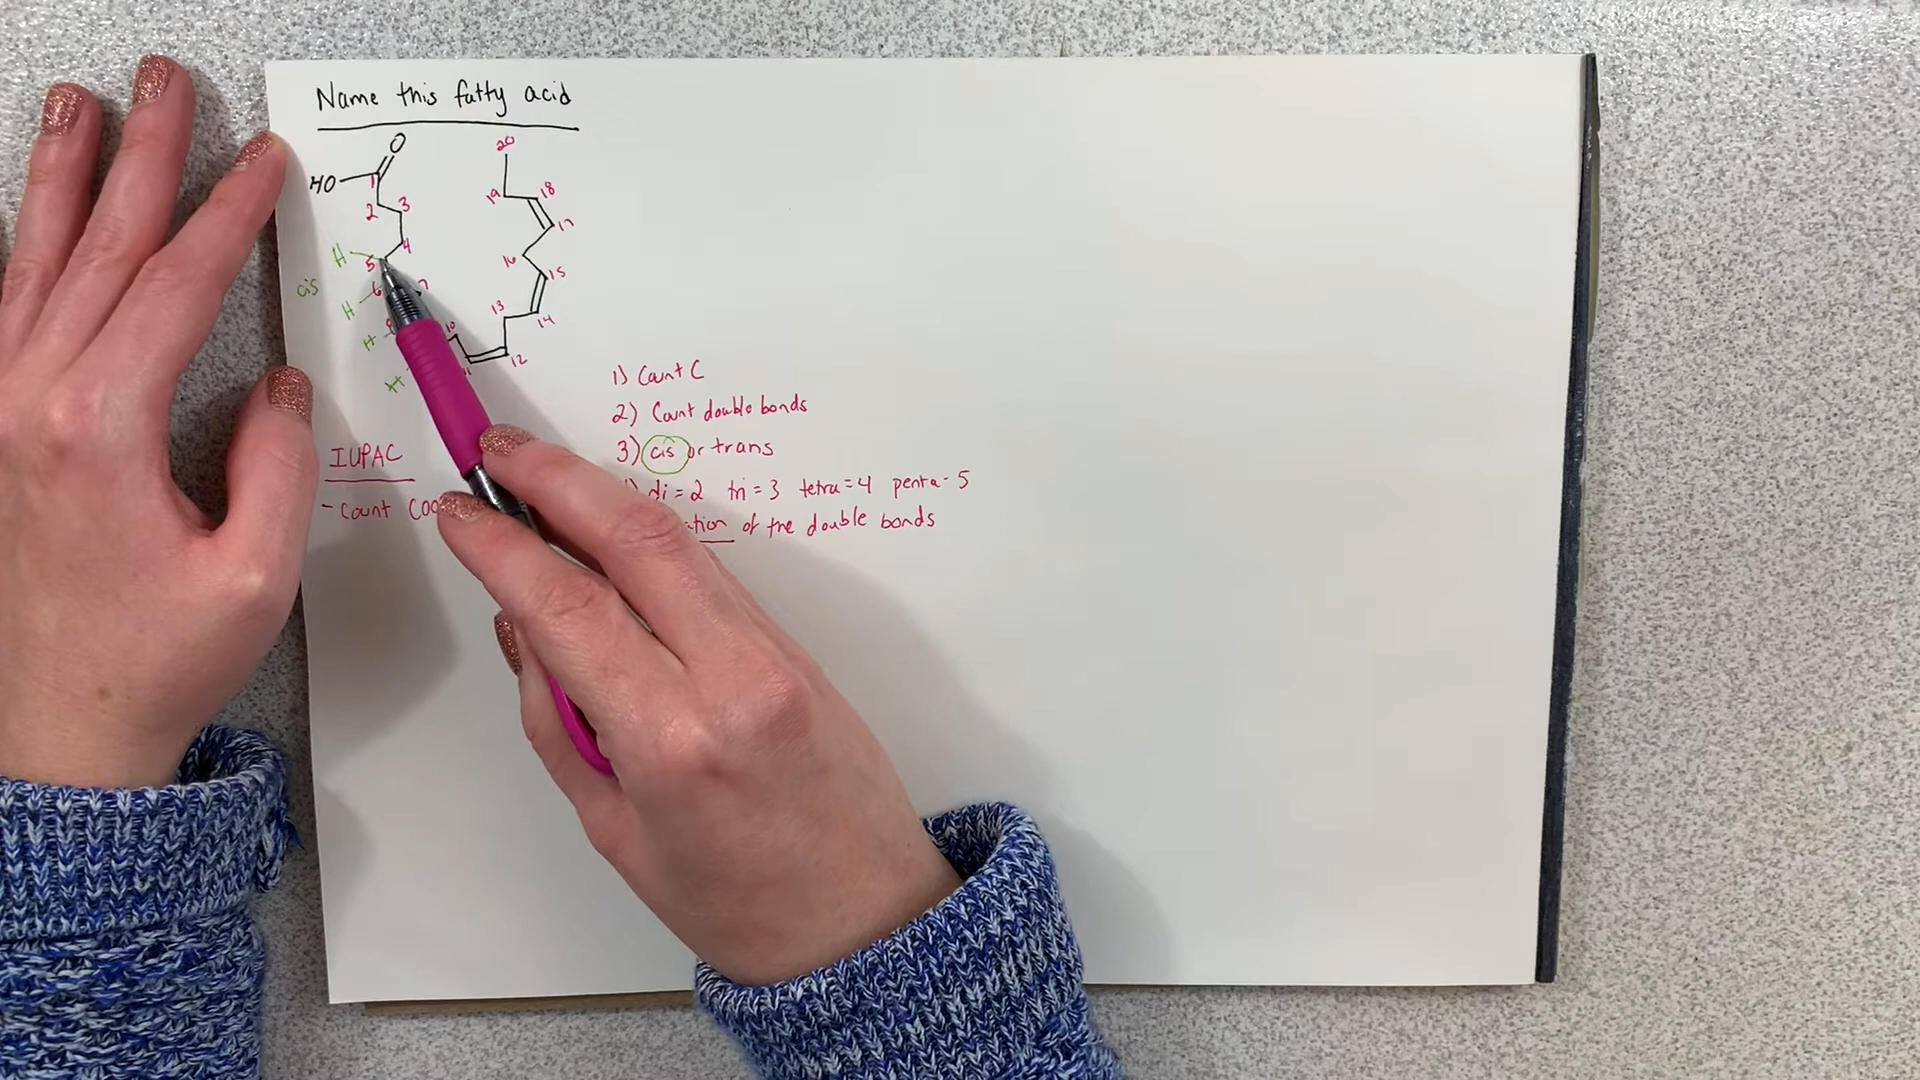 Name this fatty acid
O
HO
1
2
3
4
H
5
cis
6
7
H
H
H
10
11
12
13
14
15
16
17
18
19
20
IUPAC
- Count
1) Count C
2) Count double bonds
3) cis or trans
di = 2 tri = 3 tetra = 4 penta - 5
of the double bonds